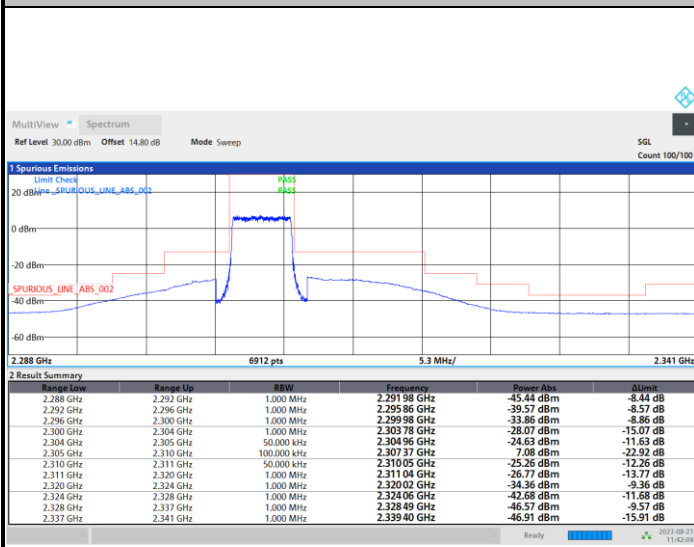 MultiView Spectrum
Ref Level 30.00 dBm Offset 14.80 dB Mode Sweep SGL
Count 100/100
1 Spurious Emissions
Limit Check PASS
20 dBm Line _SPURIOUS_LINE_ABS_002 PASS
0 dBm
-20 dBm
_SPURIOUS_LINE_ABS_002
-40 dBm
-60 dBm
2.288 GHz 6912 pts 5.3 MHz/ 2.341 GHz
2 Result Summary
Range Low Range Up RBW Frequency Power Abs ΔLimit
2.288 GHz 2.292 GHz 1.000 MHz 2.291 98 GHz -45.44 dBm -8.44 dB
2.292 GHz 2.296 GHz 1.000 MHz 2.295 86 GHz -39.57 dBm -8.57 dB
2.296 GHz 2.300 GHz 1.000 MHz 2.299 98 GHz -33.86 dBm -8.86 dB
2.300 GHz 2.304 GHz 1.000 MHz 2.303 78 GHz -28.07 dBm -15.07 dB
2.304 GHz 2.305 GHz 50.000 kHz 2.304 96 GHz -24.63 dBm -11.63 dB
2.305 GHz 2.310 GHz 100.000 kHz 2.307 37 GHz 7.08 dBm -22.92 dB
2.310 GHz 2.311 GHz 50.000 kHz 2.310 05 GHz -25.26 dBm -12.26 dB
2.311 GHz 2.320 GHz 1.000 MHz 2.311 04 GHz -26.77 dBm -13.77 dB
2.320 GHz 2.324 GHz 1.000 MHz 2.320 02 GHz -34.36 dBm -9.36 dB
2.324 GHz 2.328 GHz 1.000 MHz 2.324 06 GHz -42.68 dBm -11.68 dB
2.328 GHz 2.337 GHz 1.000 MHz 2.328 49 GHz -46.57 dBm -9.57 dB
2.337 GHz 2.341 GHz 1.000 MHz 2.339 40 GHz -46.91 dBm -15.91 dB
Ready 2023-08-21
11:42:04